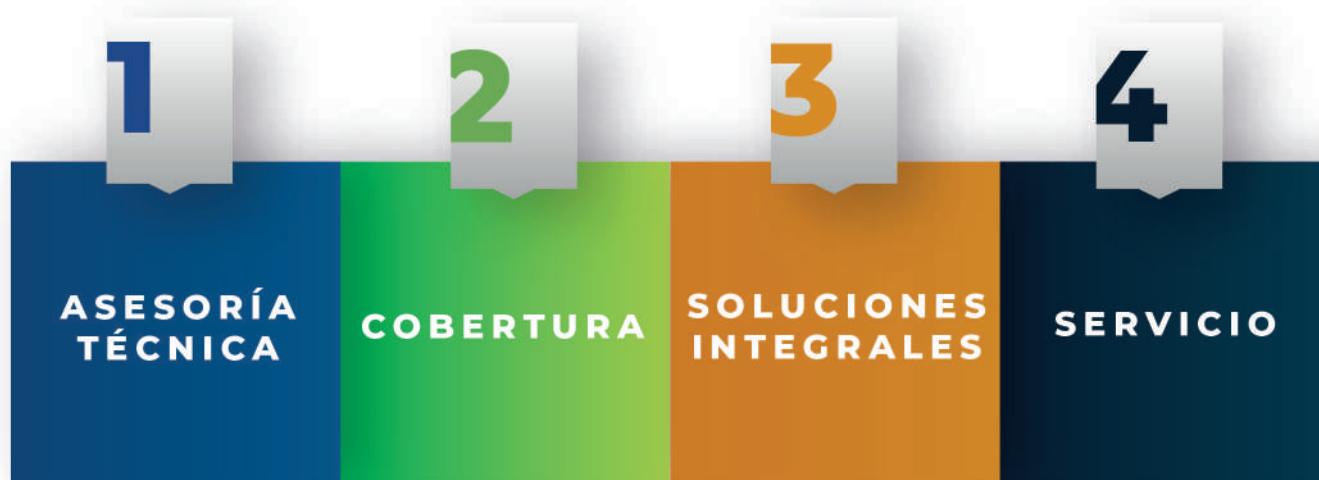 1
2
3
4
ASESORÍA
TÉCNICA
COBERTURA
SOLUCIONES
INTEGRALES
SERVICIO